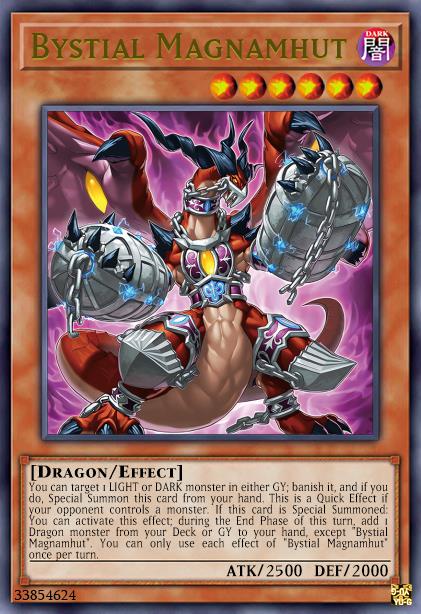 Bystial Magnamhut
DARK
闇
[Dragon/Effect]
You can target 1 LIGHT or DARK monster in either GY; banish it, and if you
do, Special Summon this card from your hand. This is a Quick Effect if
your opponent controls a monster. If this card is Special Summoned:
You can activate this effect; during the End Phase of this turn, add 1
Dragon monster from your Deck or GY to your hand, except "Bystial
Magnamhut". You can only use each effect of "Bystial Magnamhut"
once per turn.
ATK/2500 DEF/2000
33854624